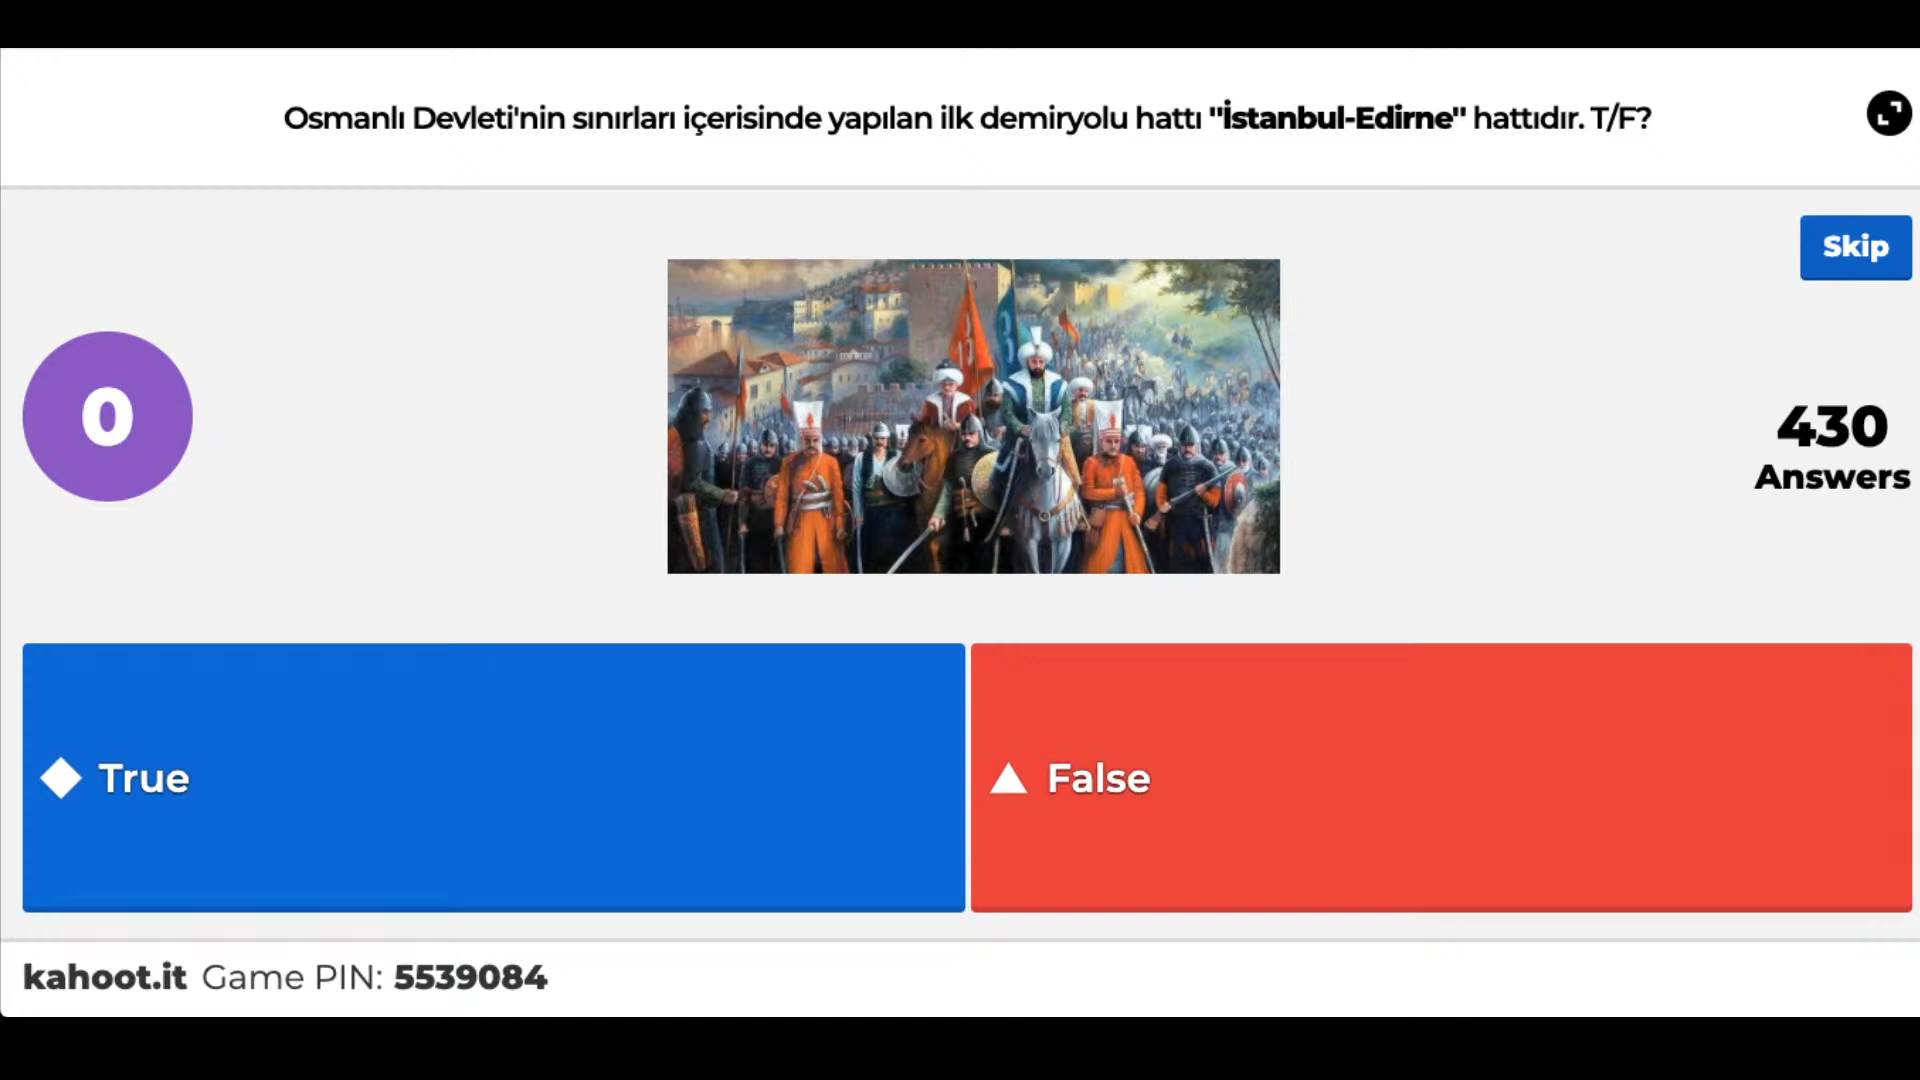 Osmanlı Devleti'nin sınırları içerisinde yapılan ilk demiryolu hattı "İstanbul-Edirne" hattıdır. T/F?
Skip
0
430
Answers
True
False
kahoot.it Game PIN: 5539084